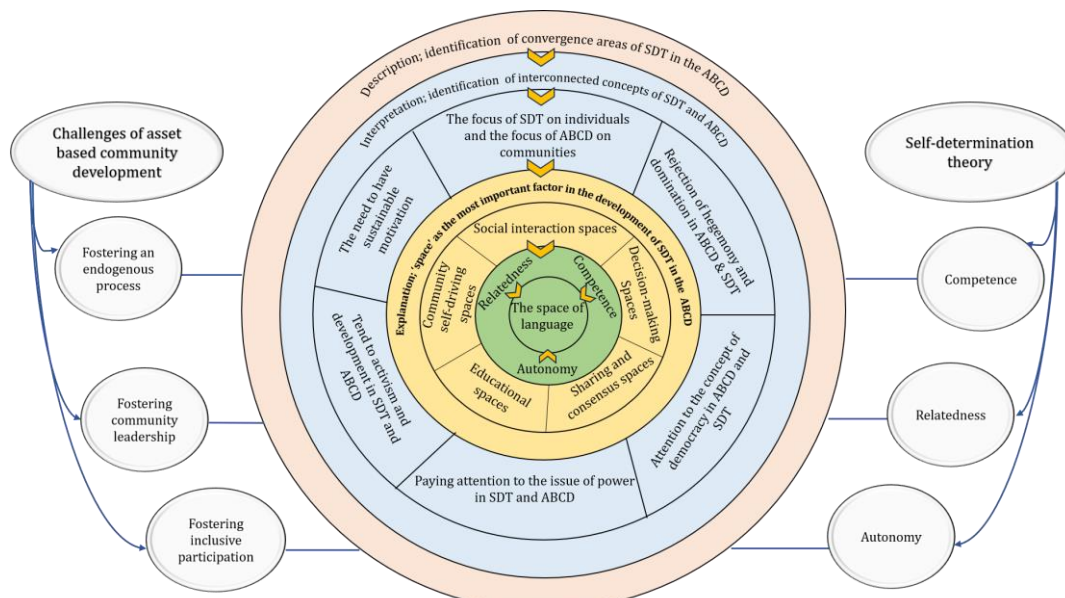 Description; identification of convergence areas of SDT in the ABCD
Interpretation; identification of interconnected concepts of SDT and ABCD
The focus of SDT on individuals
and the focus of ABCD on
communities
Rejection of hegemony and
domination in ABCD & SDT
Attention to the concept of
democracy in ABCD and
SDT
Paying attention to the issue of power
in SDT and ABCD
Tend to activism and
development in SDT and
ABCD
The need to have
sustainable
motivation
Explanation; 'space' as the most important factor in the development of SDT in the ABCD
Social interaction spaces
Decision-making
Spaces
Sharing and
consensus spaces
Educational
spaces
Community
self-driving
spaces
Relatedness
Competence
Autonomy
The space of
language
Challenges of asset
based community
development
Fostering an
endogenous
process
Fostering
community
leadership
Fostering
inclusive
participation
Self-determination
theory
Competence
Relatedness
Autonomy